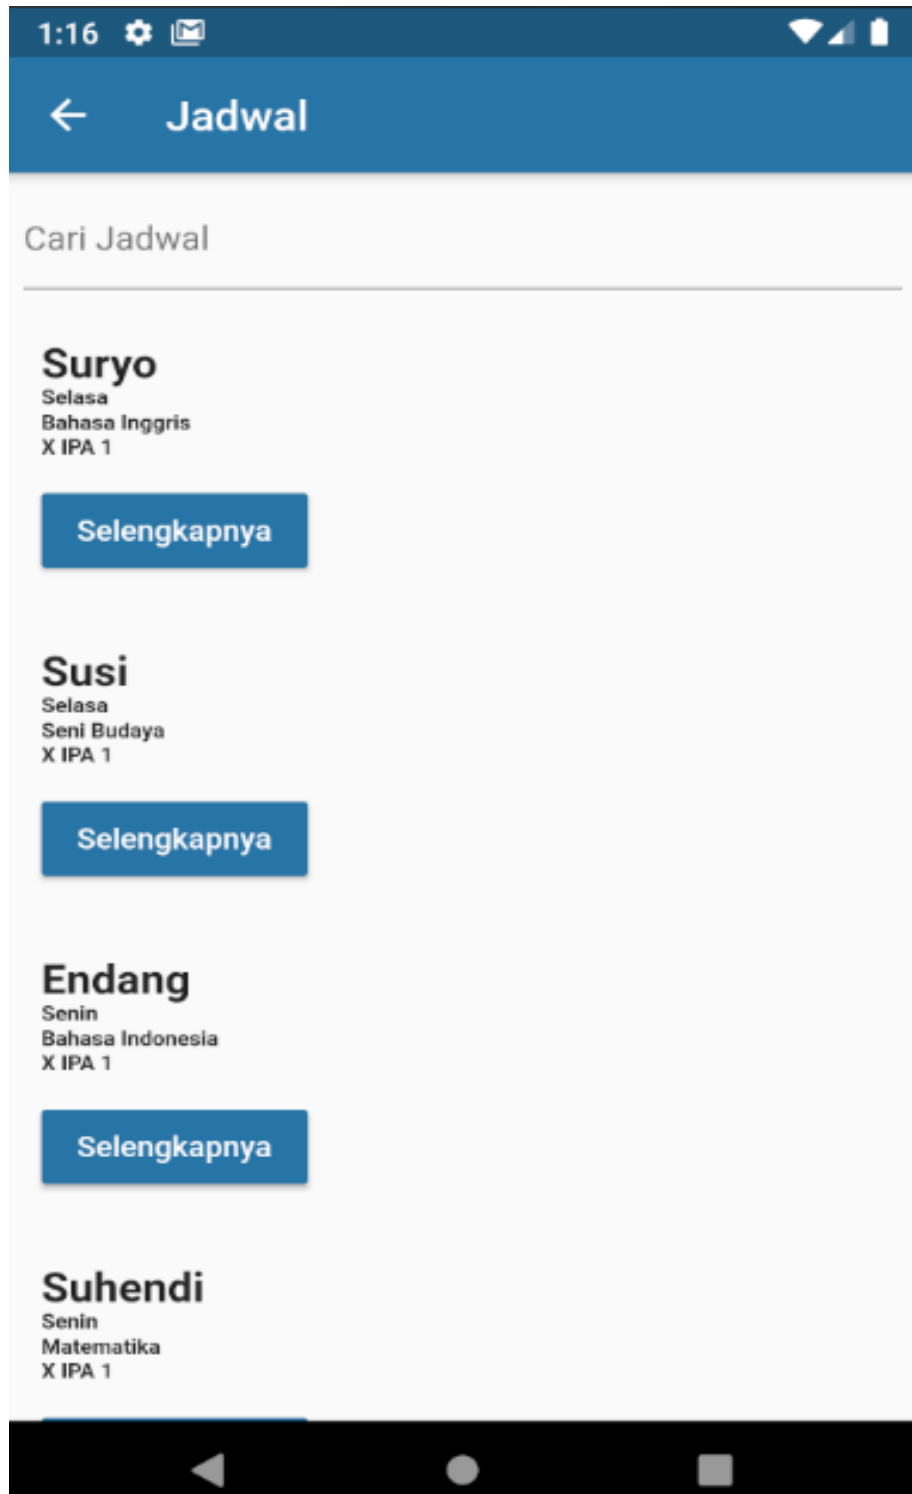 1:16
Jadwal
Cari Jadwal
Suryo
Selasa
Bahasa Inggris
X IPA 1
Selengkapnya
Susi
Selasa
Seni Budaya
X IPA 1
Selengkapnya
Endang
Senin
Bahasa Indonesia
X IPA 1
Selengkapnya
Suhendi
Senin
Matematika
X IPA 1